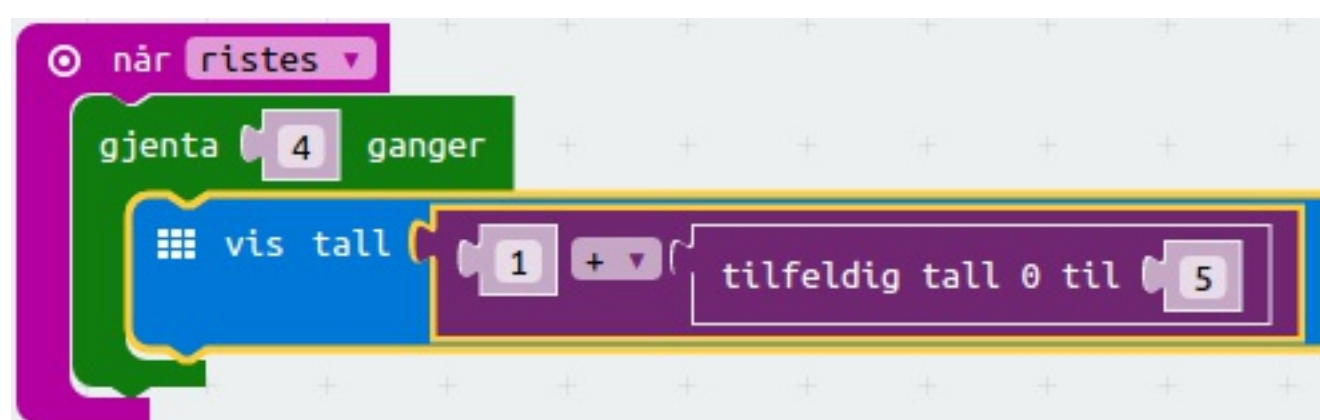 når ristes
gjenta 4 ganger
vis tall 1 + tilfeldig tall 0 til 5